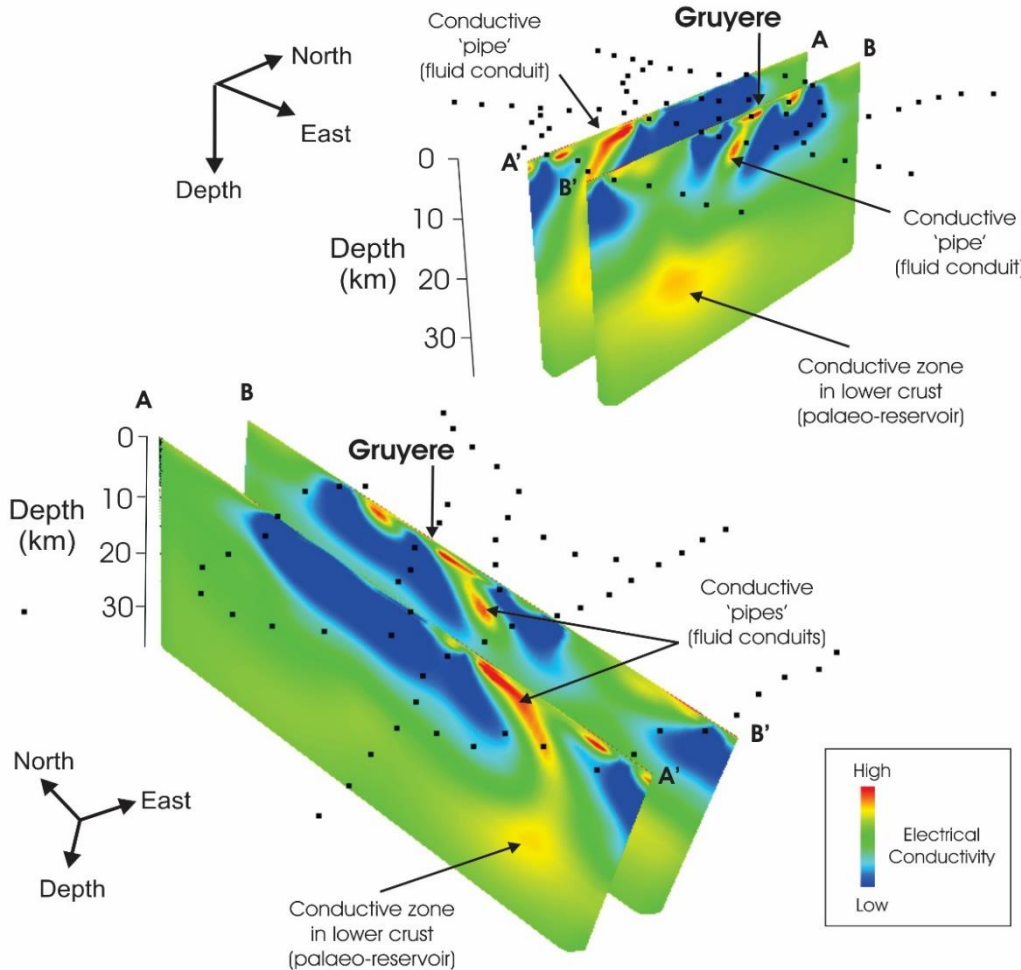 North
East
Depth
Conductive
'pipe'
(fluid conduit)
Gruyere
A
B
A'
B'
0
10
20
30
Depth
(km)
Conductive
'pipe'
(fluid conduit)
Conductive zone
in lower crust
(palaeo-reservoir)
A
B
0
10
20
30
Depth
(km)
Gruyere
Conductive
'pipes'
(fluid conduits)
B'
A'
North
East
Depth
Conductive zone
in lower crust
(palaeo-reservoir)
High
Electrical
Conductivity
Low